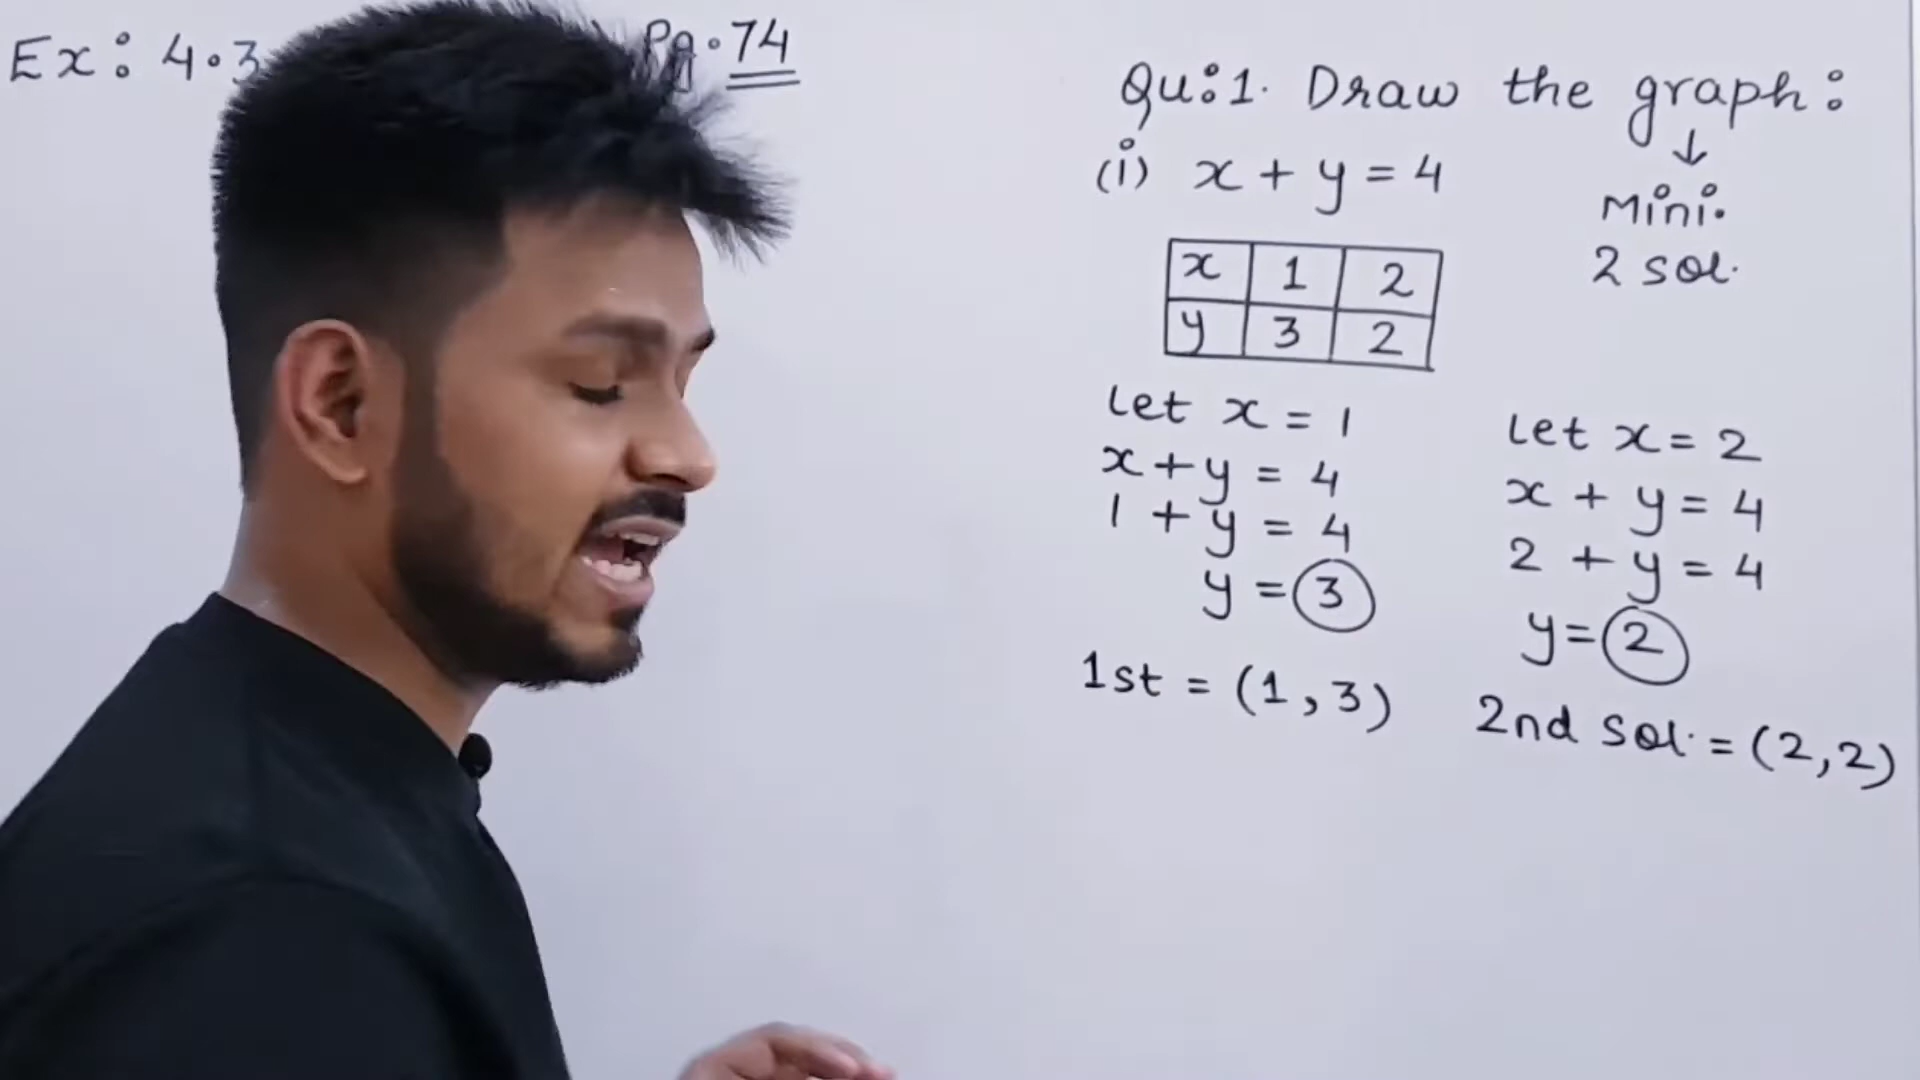 Ex: 4.3 Pg.74
Qu:1. Draw the graph:
↓
Mini.
2 sol.
(i) x + y = 4
x 1 2
y 3 2
Let x = 1
x + y = 4
1 + y = 4
y = 3
1st = (1, 3)
Let x = 2
x + y = 4
2 + y = 4
y = 2
2nd sol. = (2, 2)